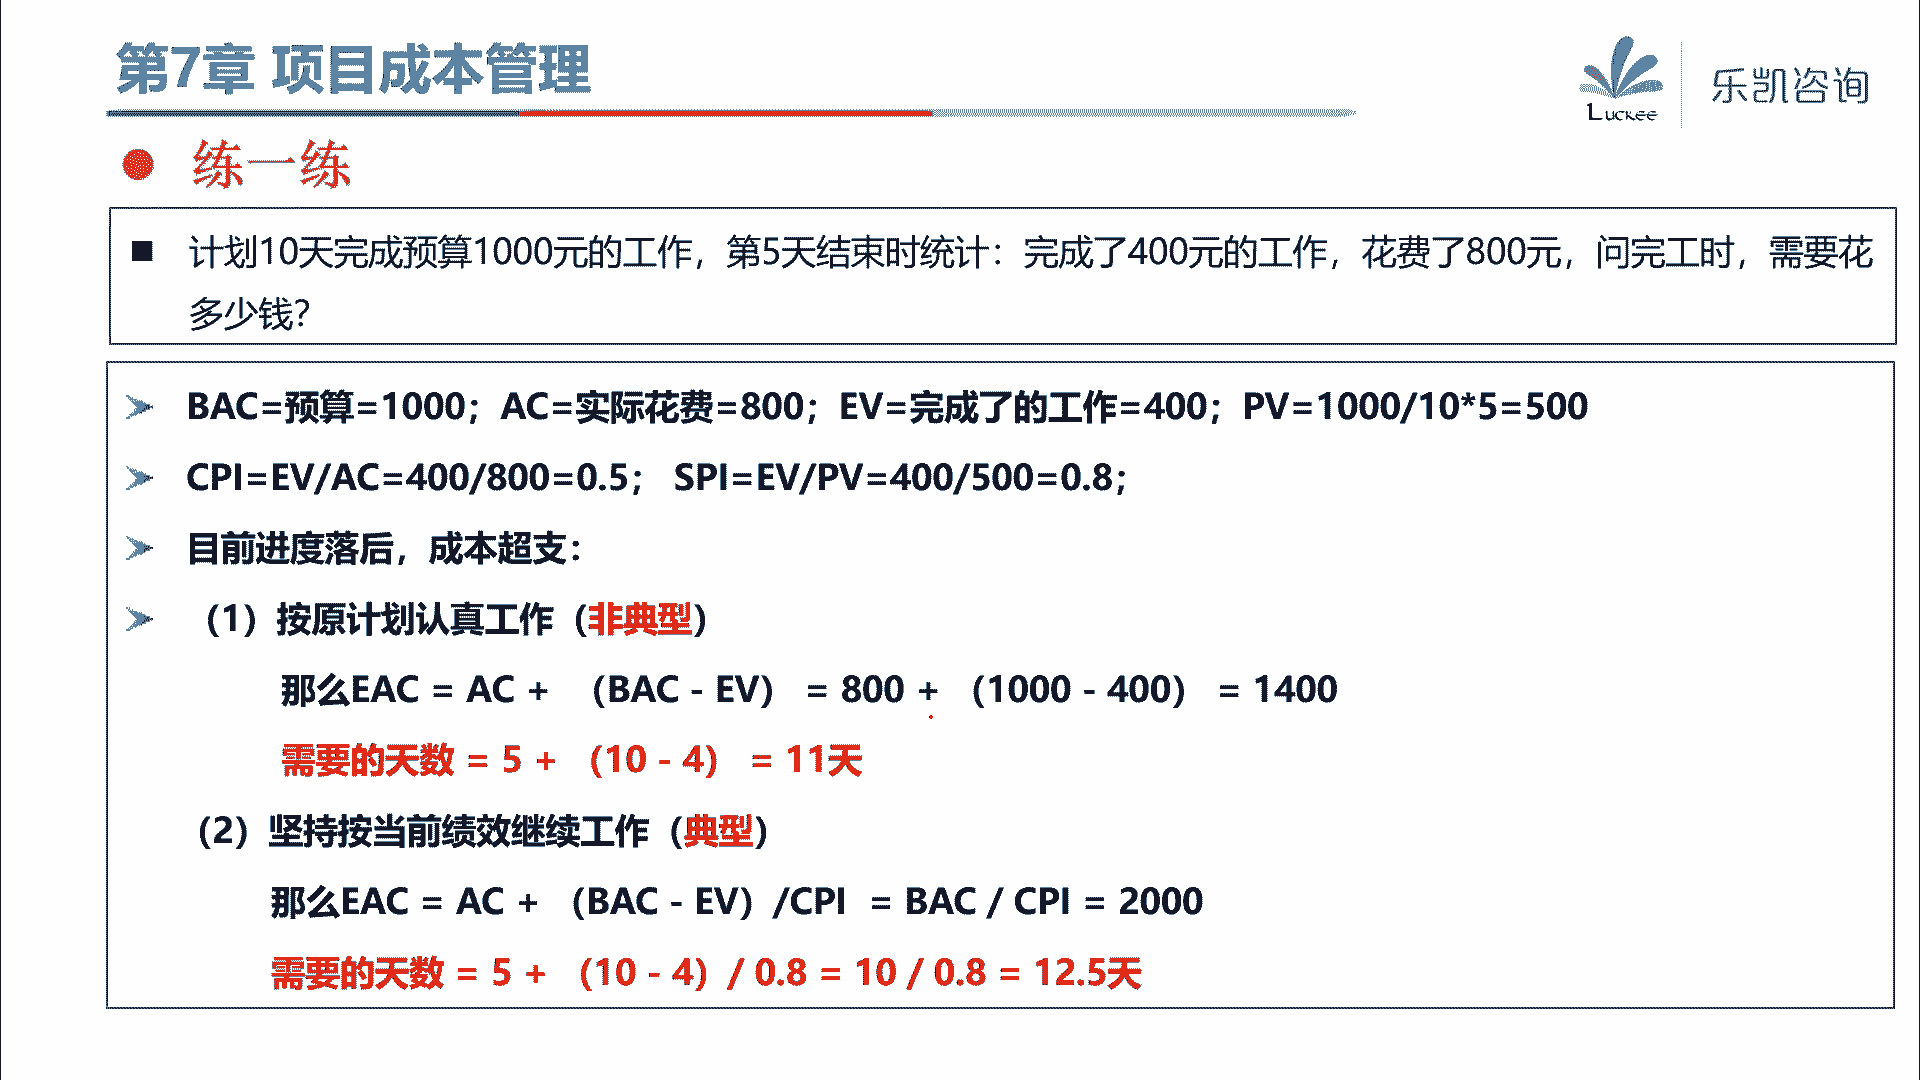 第7章 项目成本管理
Luckee 乐凯咨询
练一练
计划10天完成预算1000元的工作，第5天结束时统计：完成了400元的工作，花费了800元，问完工时，需要花
多少钱？
BAC=预算=1000；AC=实际花费=800；EV=完成了的工作=400；PV=1000/10*5=500
CPI=EV/AC=400/800=0.5； SPI=EV/PV=400/500=0.8；
目前进度落后，成本超支：
（1）按原计划认真工作（非典型）
那么EAC = AC + （BAC - EV） = 800 + （1000 - 400） = 1400
需要的天数 = 5 + （10 - 4） = 11天
（2）坚持按当前绩效继续工作（典型）
那么EAC = AC + （BAC - EV）/CPI = BAC / CPI = 2000
需要的天数 = 5 + （10 - 4）/ 0.8 = 10 / 0.8 = 12.5天